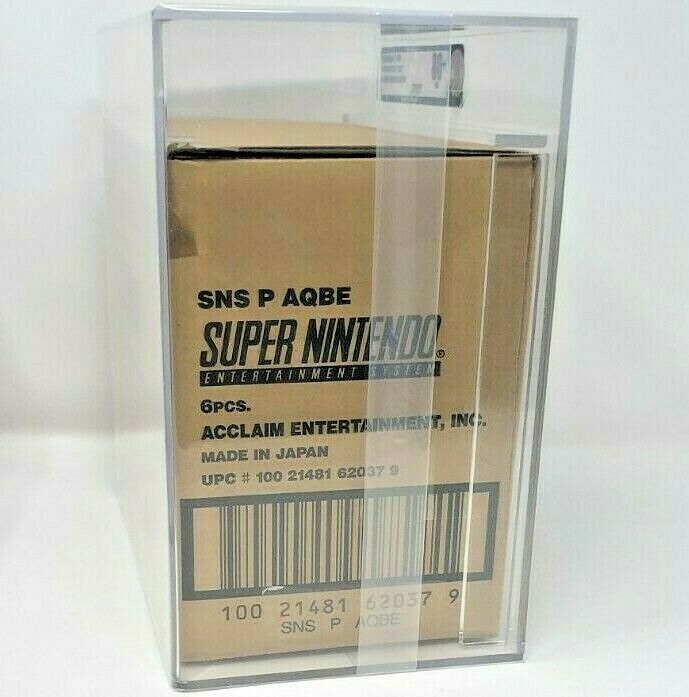 SNS P AQBE
SUPER NINTENDO®
ENTERTAINMENT SYSTEM
6PCS.
ACCLAIM ENTERTAINMENT, INC.
MADE IN JAPAN
UPC # 100 21481 62037 9
100 21481 62037 9
SNS P AQBE